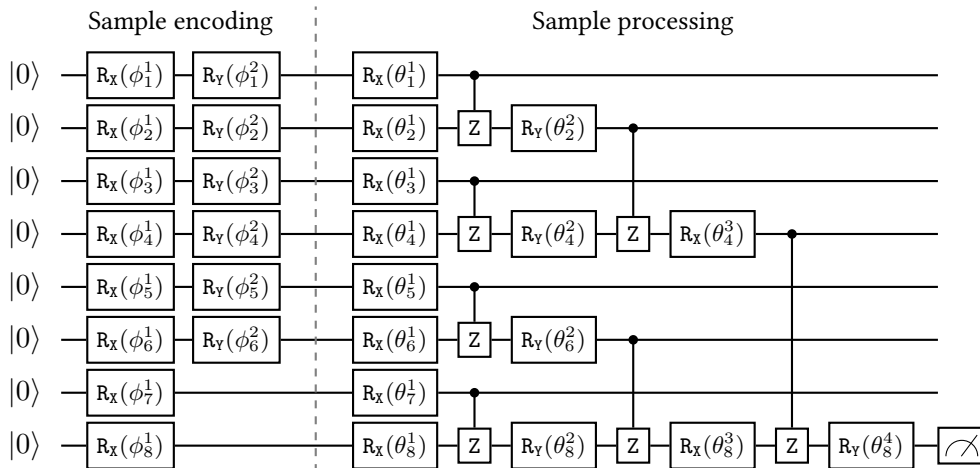 Sample encoding Sample processing
|0⟩ R_X(ϕ_1^1) R_Y(ϕ_1^2) R_X(θ_1^1)
|0⟩ R_X(ϕ_2^1) R_Y(ϕ_2^2) R_X(θ_2^1) Z R_Y(θ_2^2)
|0⟩ R_X(ϕ_3^1) R_Y(ϕ_3^2) R_X(θ_3^1)
|0⟩ R_X(ϕ_4^1) R_Y(ϕ_4^2) R_X(θ_4^1) Z R_Y(θ_4^2) Z R_X(θ_4^3)
|0⟩ R_X(ϕ_5^1) R_Y(ϕ_5^2) R_X(θ_5^1)
|0⟩ R_X(ϕ_6^1) R_Y(ϕ_6^2) R_X(θ_6^1) Z R_Y(θ_6^2)
|0⟩ R_X(ϕ_7^1) R_X(θ_7^1)
|0⟩ R_X(ϕ_8^1) R_X(θ_8^1) Z R_Y(θ_8^2) Z R_X(θ_8^3) Z R_Y(θ_8^4)